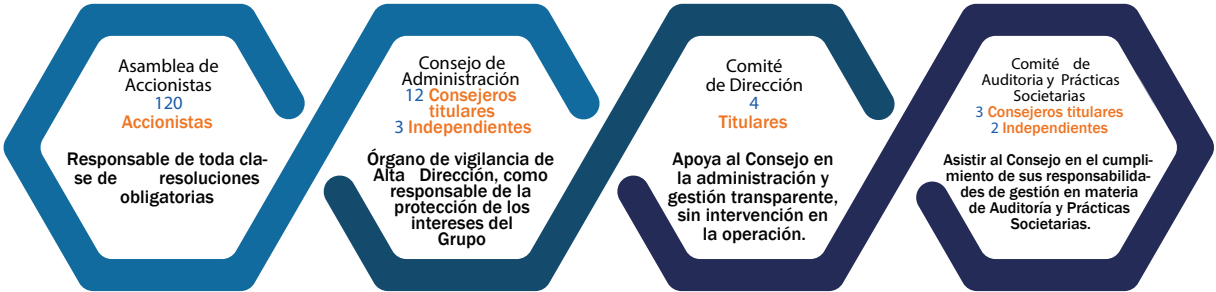 Asamblea de
Accionistas
120
Accionistas
Responsable de toda cla-
se de resoluciones
obligatorias
Consejo de
Administración
12 Consejeros
titulares
3 Independientes
Órgano de vigilancia de
Alta Dirección, como
responsable de la
protección de los
intereses del
Grupo
Comité
de Dirección
4
Titulares
Apoya al Consejo en
la administración y
gestión transparente,
sin intervención en
la operación.
Comité de
Auditoria y Prácticas
Societarias
3 Consejeros titulares
2 Independientes
Asistir al Consejo en el cumpli-
miento de sus responsabilida-
des de gestión en materia
de Auditoría y Prácticas
Societarias.